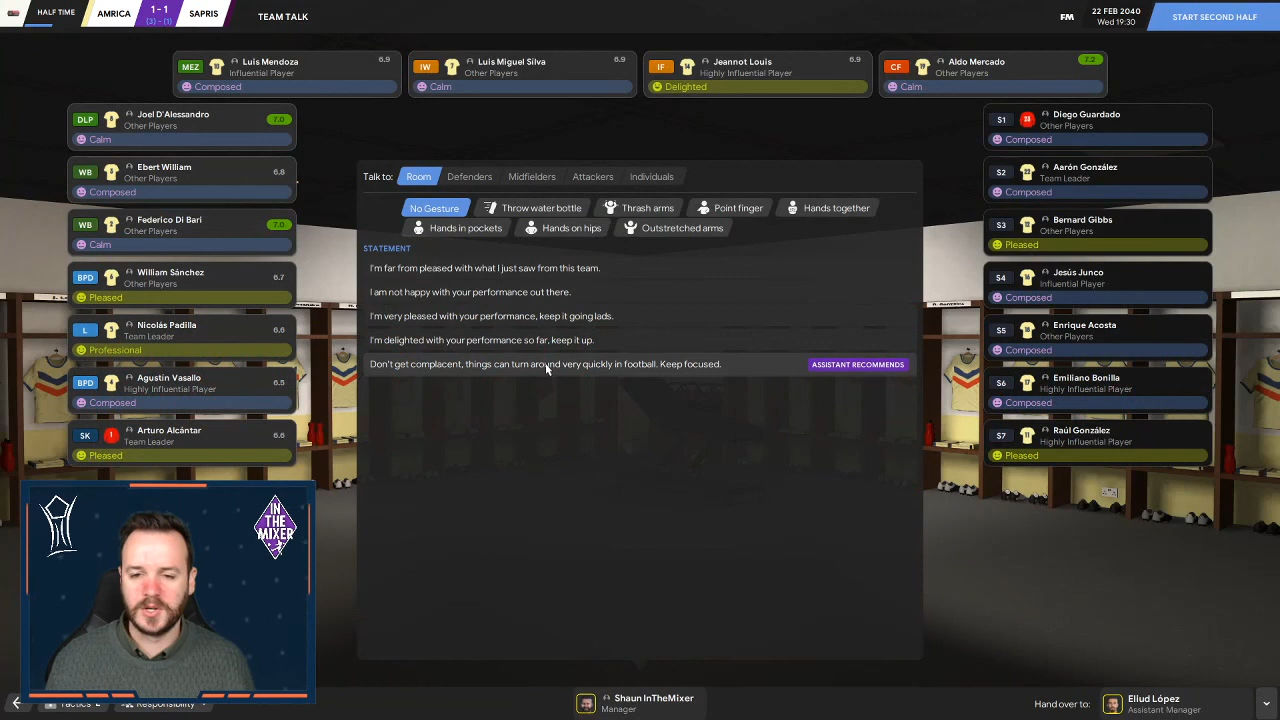 HALF TIME
AMRICA
1 - 1
(3) - (1)
SAPRIS
TEAM TALK
FM
22 FEB 2040
Wed 19:30
START SECOND HALF
MEZ
10
Luis Mendoza
Influential Player
6.9
Composed
IW
7
Luis Miguel Silva
Other Players
6.9
Calm
IF
14
Jeannot Louis
Highly Influential Player
6.9
Delighted
CF
Aldo Mercado
Other Players
7.2
Calm
DLP
Joel D'Alessandro
Other Players
7.0
Calm
WB
Ebert William
Other Players
6.8
Composed
WB
Federico Di Bari
Other Players
7.0
Calm
BPD
William Sánchez
Other Players
6.7
Pleased
L
Nicolás Padilla
Team Leader
6.6
Professional
BPD
Agustín Vasallo
Highly Influential Player
6.5
Composed
SK
1
Arturo Alcántar
Team Leader
6.6
Pleased
Talk to:
Room
Defenders
Midfielders
Attackers
Individuals
No Gesture
Throw water bottle
Thrash arms
Point finger
Hands together
Hands in pockets
Hands on hips
Outstretched arms
STATEMENT
I'm far from pleased with what I just saw from this team.
I am not happy with your performance out there.
I'm very pleased with your performance, keep it going lads.
I'm delighted with your performance so far, keep it up.
Don't get complacent, things can turn around very quickly in football. Keep focused.
ASSISTANT RECOMMENDS
S1
Diego Guardado
Other Players
Composed
S2
Aarón González
Team Leader
Composed
S3
Bernard Gibbs
Other Players
Pleased
S4
Jesús Junco
Influential Player
Composed
S5
Enrique Acosta
Other Players
Composed
S6
Emiliano Bonilla
Highly Influential Player
Composed
S7
11
Raúl González
Highly Influential Player
Pleased
IN
THE
MIXER
Tactics
Responsibility
Shaun InTheMixer
Manager
Hand over to:
Eliud López
Assistant Manager